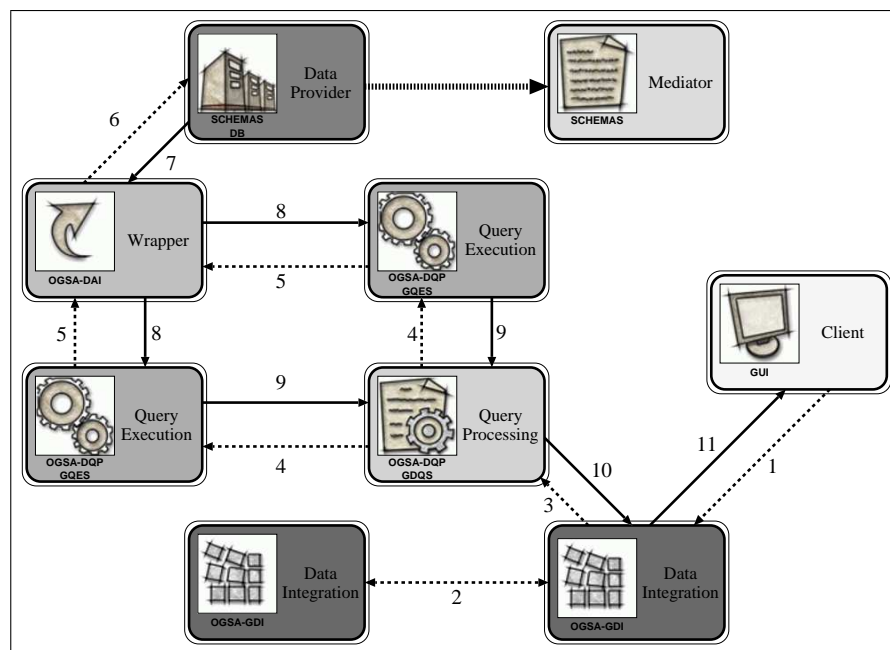 Data
Provider
SCHEMAS
DB
Mediator
SCHEMAS
6
7
Wrapper
OGSA-DAI
8
5
Query
Execution
OGSA-DQP
GQES
5
8
4
9
Client
GUI
Query
Execution
OGSA-DQP
GQES
9
4
Query
Processing
OGSA-DQP
GDQS
10
3
11
1
Data
Integration
OGSA-GDI
2
Data
Integration
OGSA-GDI